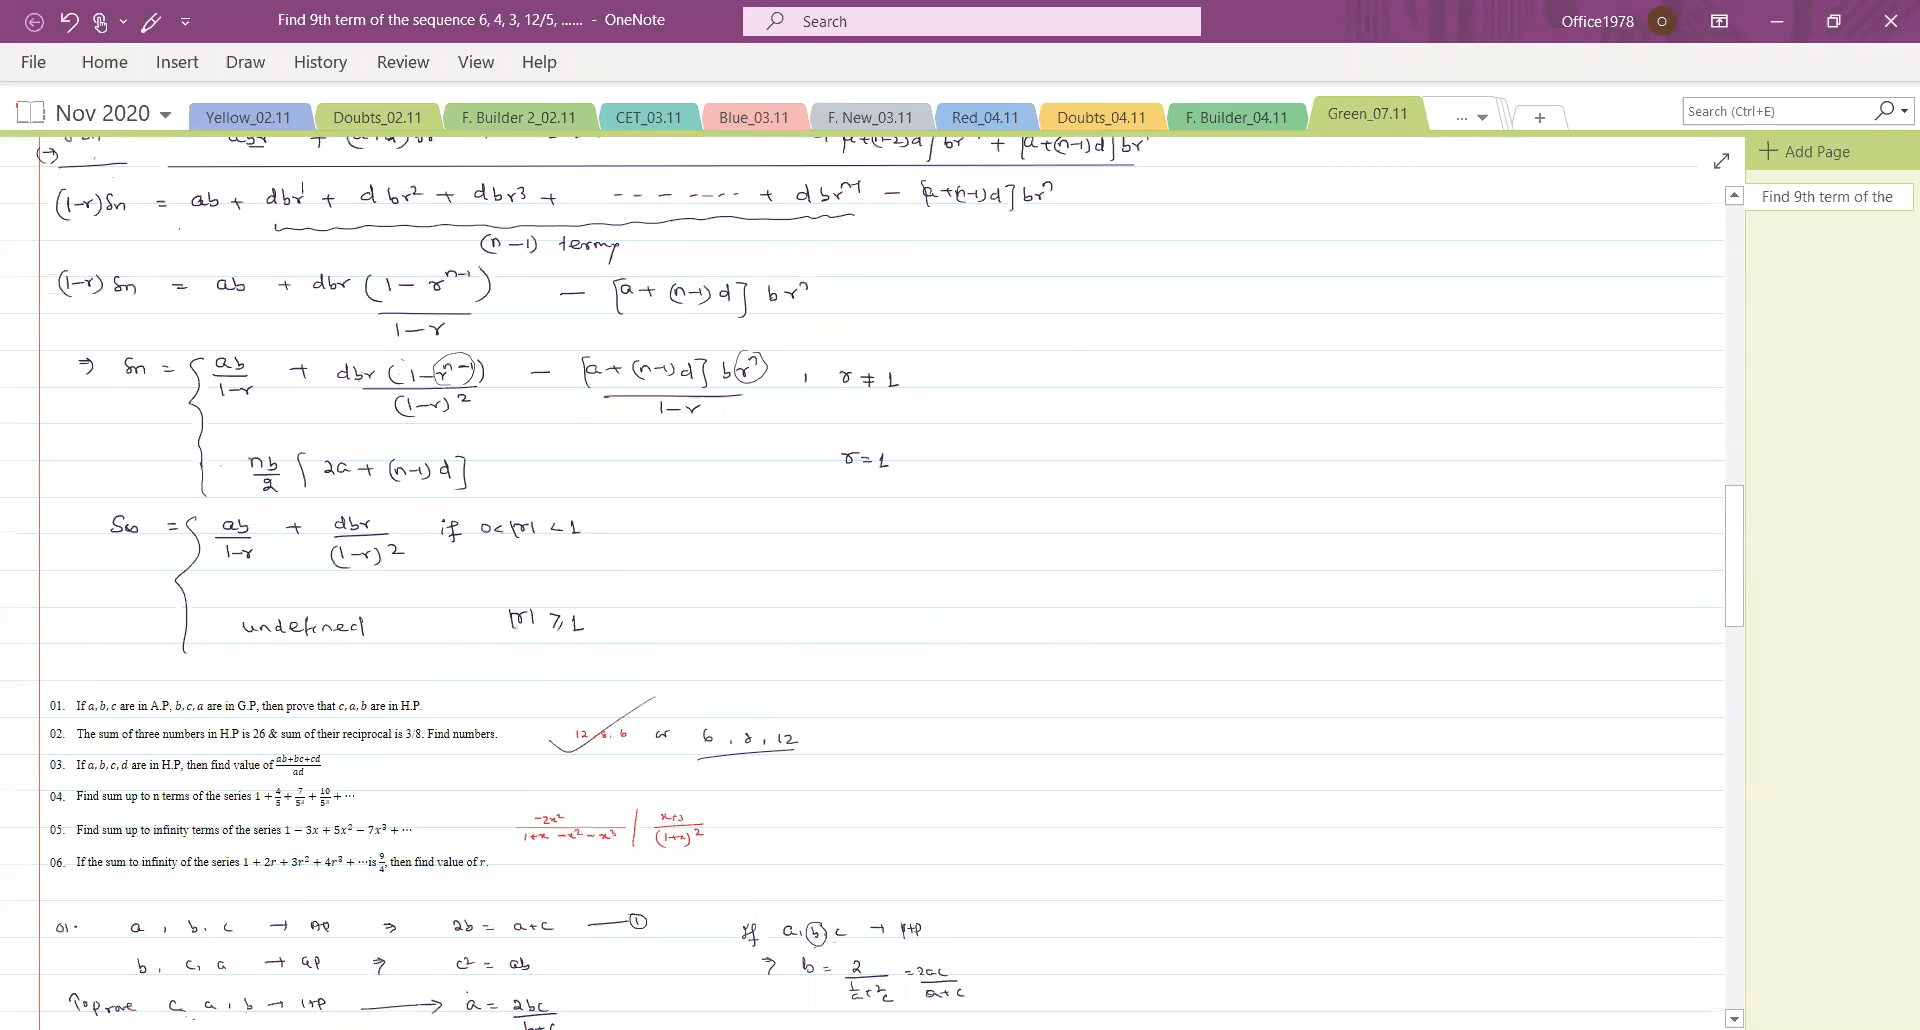 Find 9th term of the sequence 6, 4, 3, 12/5, ...... - OneNote
Search
Office1978 O
File Home Insert Draw History Review View Help
Nov 2020
Yellow_02.11 Doubts_02.11 F. Builder 2_02.11 CET_03.11 Blue_03.11 F. New_03.11 Red_04.11 Doubts_04.11 F. Builder_04.11 Green_07.11 ... +
Search (Ctrl+E)
Add Page
Find 9th term of the
+ [a+(n-1)d] brⁿ
(1-r)Sn = ab + dbr¹ + dbr² + dbr³ + -------- + dbrⁿ⁻¹ - [a+(n-1)d] brⁿ
(n-1) terms
(1-r)Sn = ab + dbr (1 - rⁿ⁻¹)/(1-r) - [a+(n-1)d] brⁿ
⇒ Sn = { ab/(1-r) + dbr(1-rⁿ⁻¹)/(1-r)² - [a+(n-1)d] brⁿ/(1-r) , r ≠ 1
nb/2 [2a+(n-1)d] r=1
S∞ = { ab/(1-r) + dbr/(1-r)² if 0<|r|<1
undefined |r| ⩾ 1
01. If a, b, c are in A.P, b, c, a are in G.P, then prove that c, a, b are in H.P.
02. The sum of three numbers in H.P is 26 & sum of their reciprocal is 3/8. Find numbers. 12, 8, 6 or 6, 8, 12
03. If a, b, c, d are in H.P, then find value of (ab+bc+cd)/ad
04. Find sum up to n terms of the series 1 + 4/5 + 7/5² + 10/5³ + ⋯
05. Find sum up to infinity terms of the series 1 − 3x + 5x² − 7x³ + ⋯ -2x²/(1+x-x²-x³) | (x+3)/(1+x)²
06. If the sum to infinity of the series 1 + 2r + 3r² + 4r³ + ⋯ is 9/4, then find value of r.
01. a, b, c → AP ⇒ 2b = a+c —① If a, b, c → HP
b, c, a → GP ⇒ c² = ab ⇒ b = = 2ac/(a+c)
To prove c, a, b → HP → a = 2bc/(b+c)